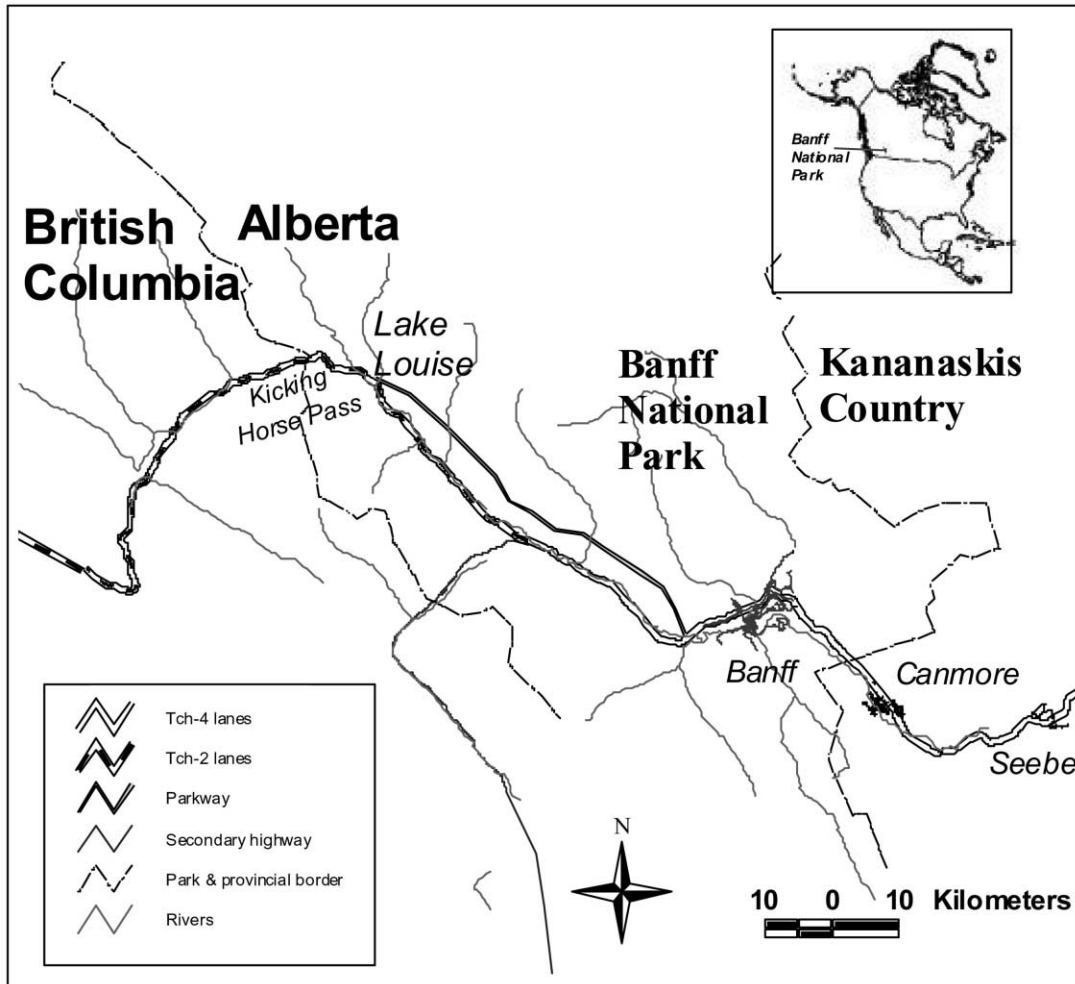 Banff
National
Park
British
Columbia
Alberta
Lake
Louise
Kicking
Horse Pass
Banff
National
Park
Kananaskis
Country
Banff
Canmore
Seebe
Tch-4 lanes
Tch-2 lanes
Parkway
Secondary highway
Park & provincial border
Rivers
N
10 0 10 Kilometers